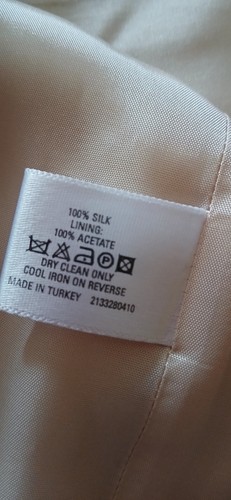 100% SILK
LINING:
100% ACETATE
P
DRY CLEAN ONLY
COOL IRON ON REVERSE
MADE IN TURKEY 2133280410